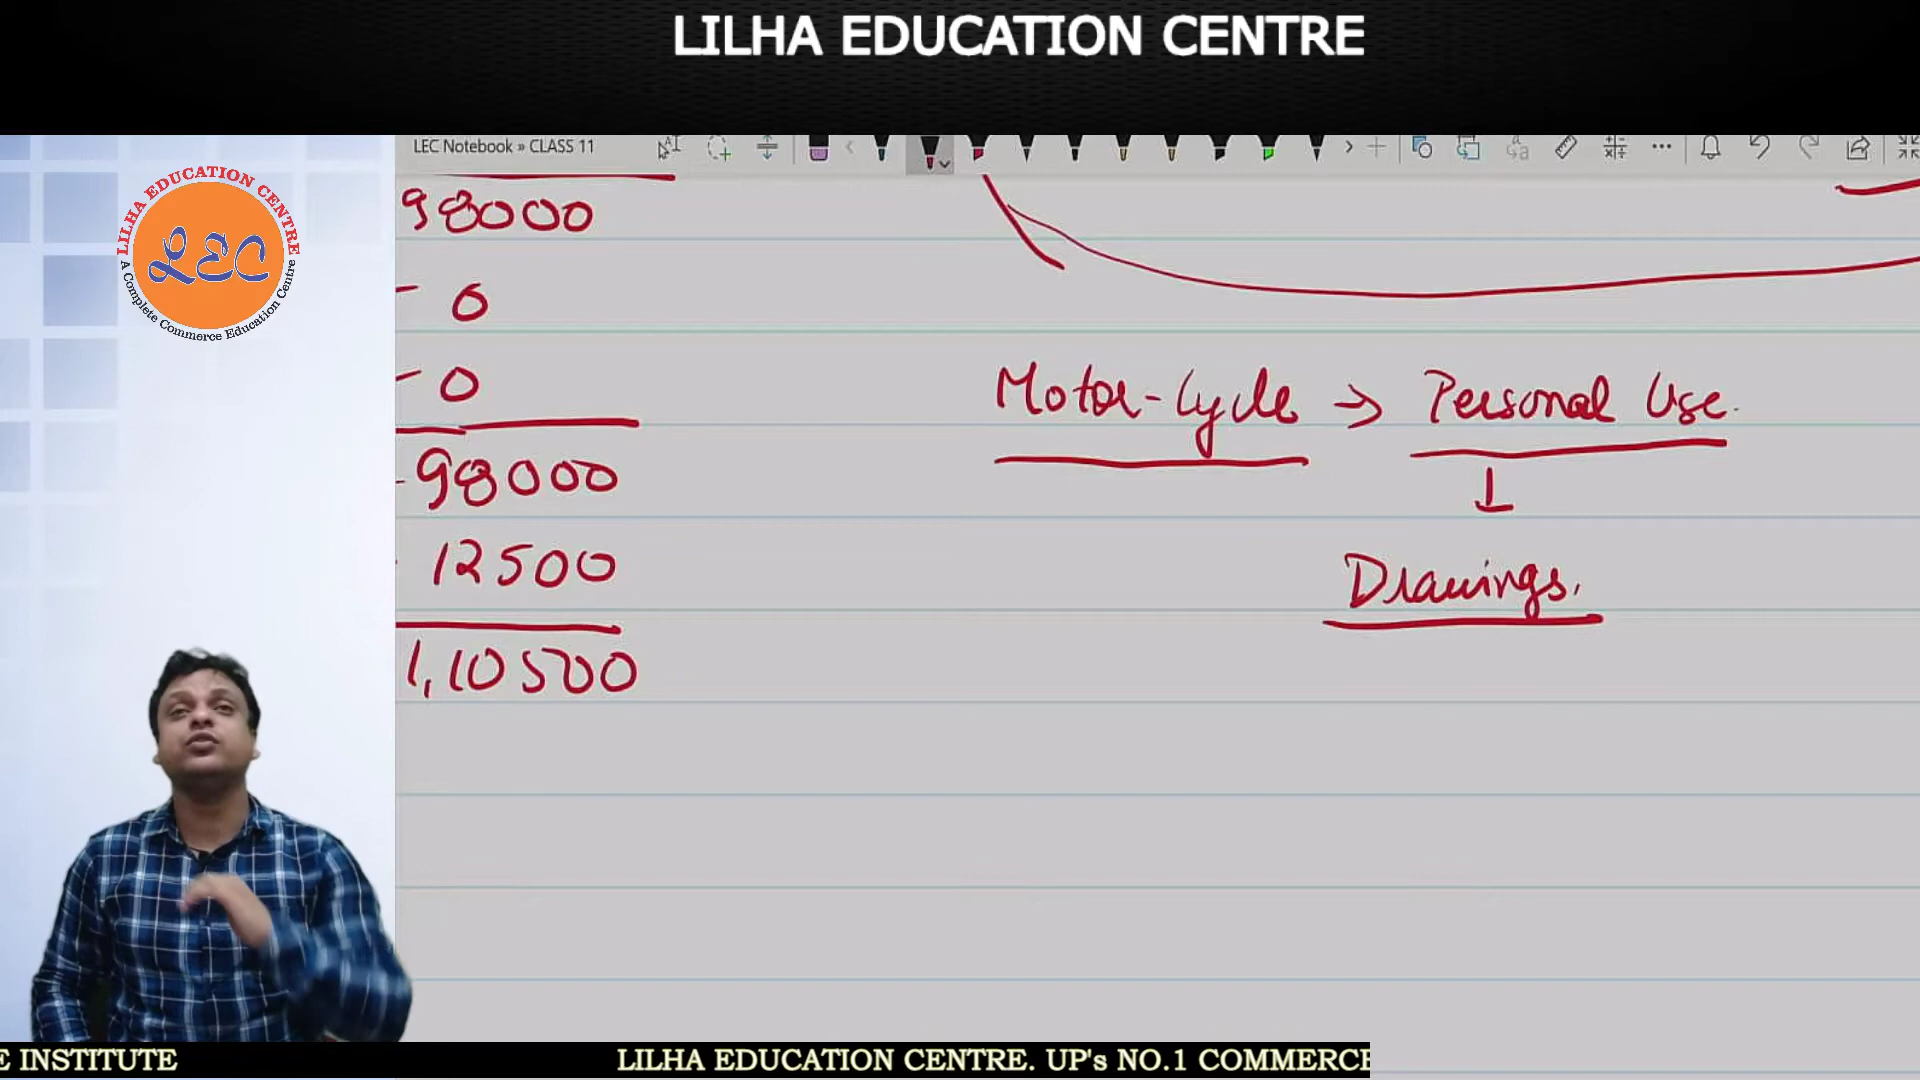 LILHA EDUCATION CENTRE
LEC Notebook » CLASS 11
LILHA EDUCATION CENTRE
LEC
A Complete Commerce Education Centre
98000
- 0
- 0
-98000
- 12500
1,10500
Motor-Cycle → Personal Use.
↓
Drawings.
E INSTITUTE LILHA EDUCATION CENTRE. UP's NO.1 COMMERCE